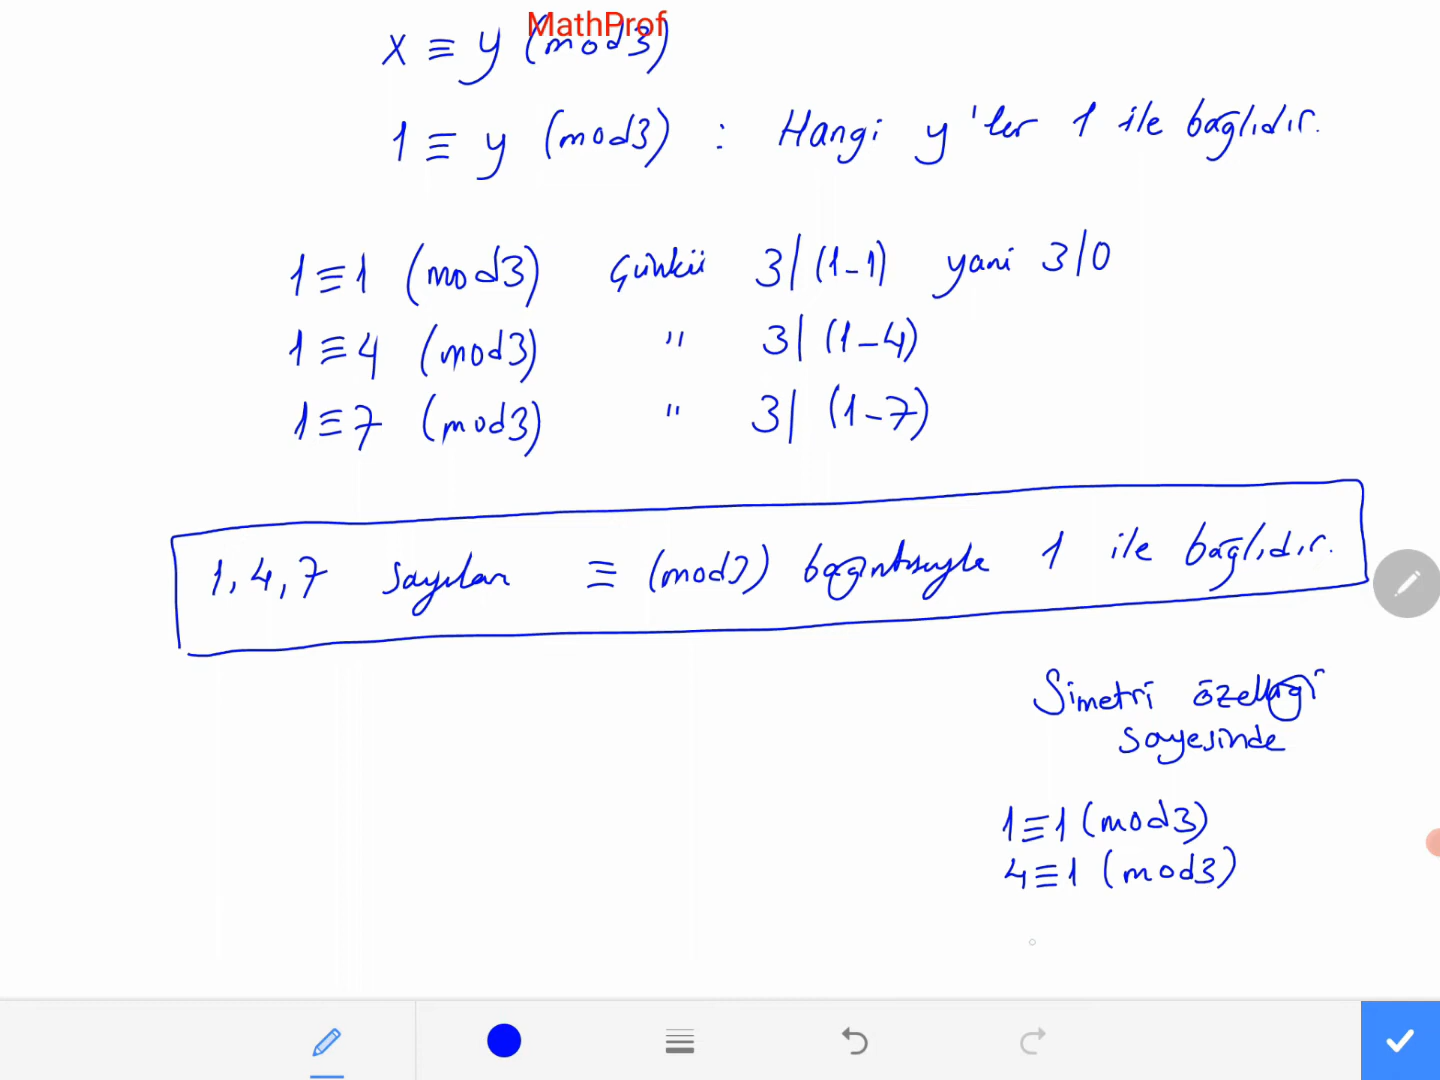 MathProf
x ≡ y (mod3)
1 ≡ y (mod3) : Hangi y'ler 1 ile bağlıdır.
1 ≡ 1 (mod3) Çünkü 3|(1-1) yani 3|0
1 ≡ 4 (mod3) " 3|(1-4)
1 ≡ 7 (mod3) " 3|(1-7)
1, 4, 7 sayıları ≡ (mod3) bağıntısıyla 1 ile bağlıdır.
Simetri özelliği
sayesinde
1 ≡ 1 (mod3)
4 ≡ 1 (mod3)